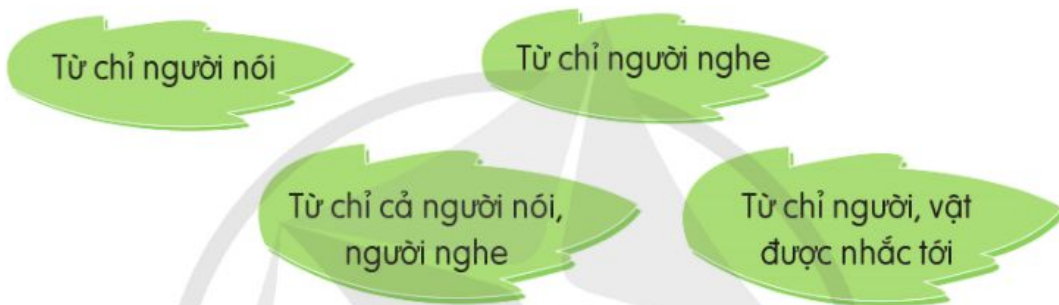 Từ chỉ người nói
Từ chỉ người nghe
Từ chỉ cả người nói,
người nghe
Từ chỉ người, vật
được nhắc tới